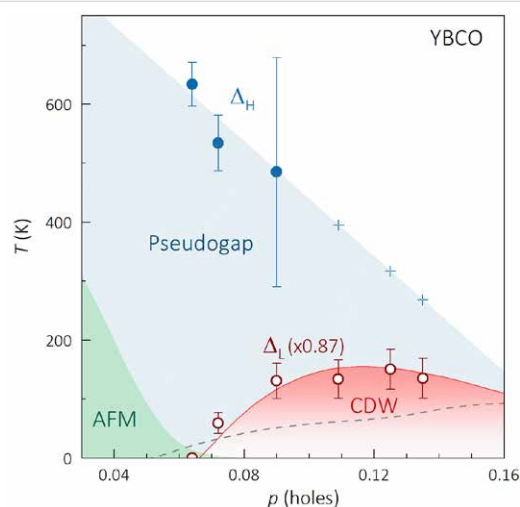 YBCO
600
Δ_H
400
T (K)
Pseudogap
200
Δ_L (x0.87)
AFM
CDW
0
0.04
0.08
0.12
0.16
p (holes)